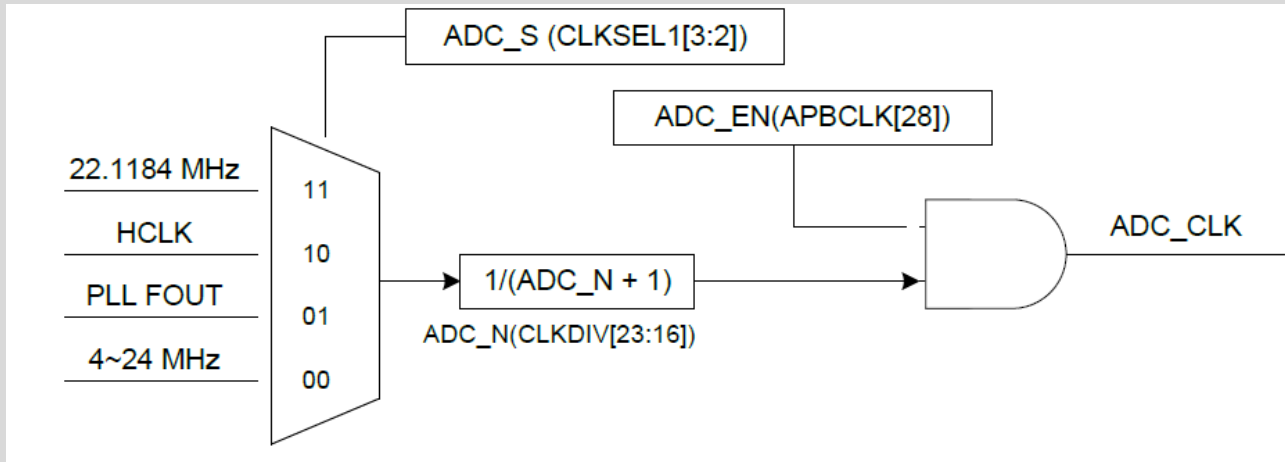 ADC_S (CLKSEL1[3:2])
ADC_EN(APBCLK[28])
22.1184 MHz
11
HCLK
10
PLL FOUT
01
4~24 MHz
00
1/(ADC_N + 1)
ADC_N(CLKDIV[23:16])
ADC_CLK